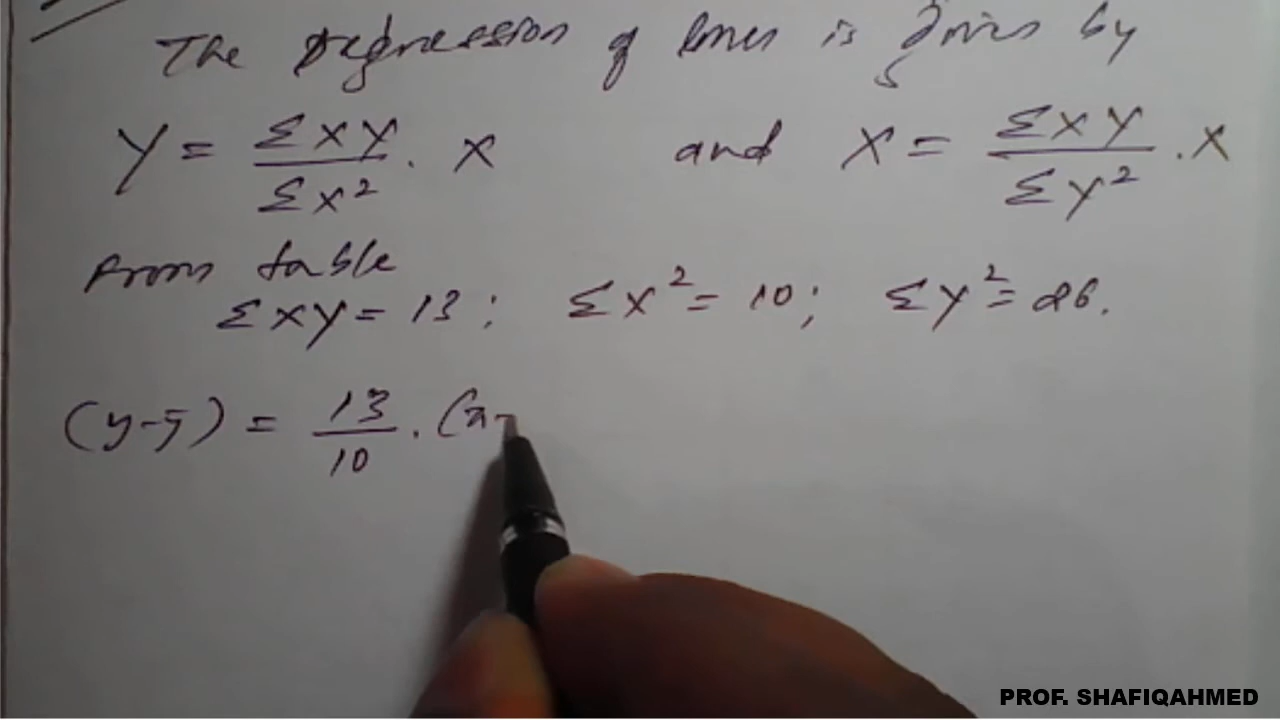 The regression of lines is given by
Y = ΣXY / ΣX² . X and X = ΣXY / ΣY² . X
From table
ΣXY = 13 ; ΣX² = 10 ; ΣY² = 26.
(y-5) = 13/10 . (x-
PROF. SHAFIQAHMED